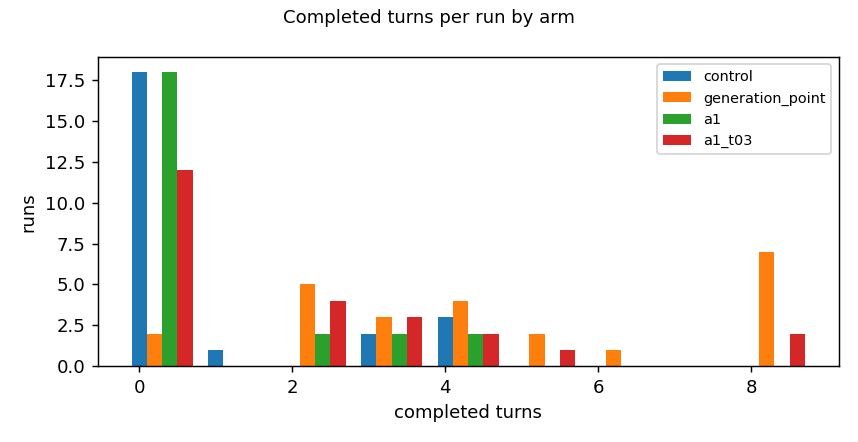 Completed turns per run by arm
17.5
15.0
12.5
10.0
7.5
5.0
2.5
0.0
runs
control
generation_point
a1
a1_t03
0 2 4 6 8
completed turns